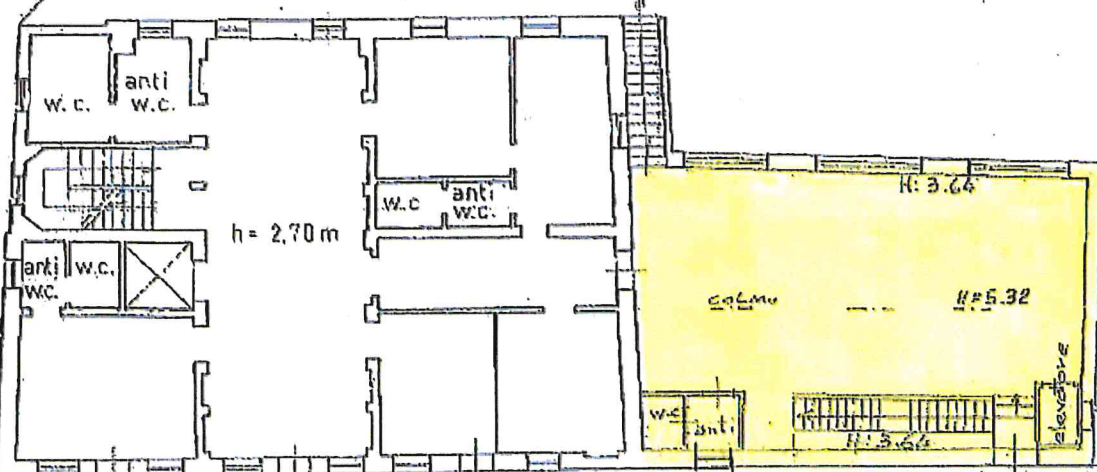 anti
w.c.
w.c.
H: 3.64
w.c
anti
w.c.
h = 2,70 m
anti
w.c.
w.c.
colmo
H=5.32
elevatore
w.c
anti
H: 3.64